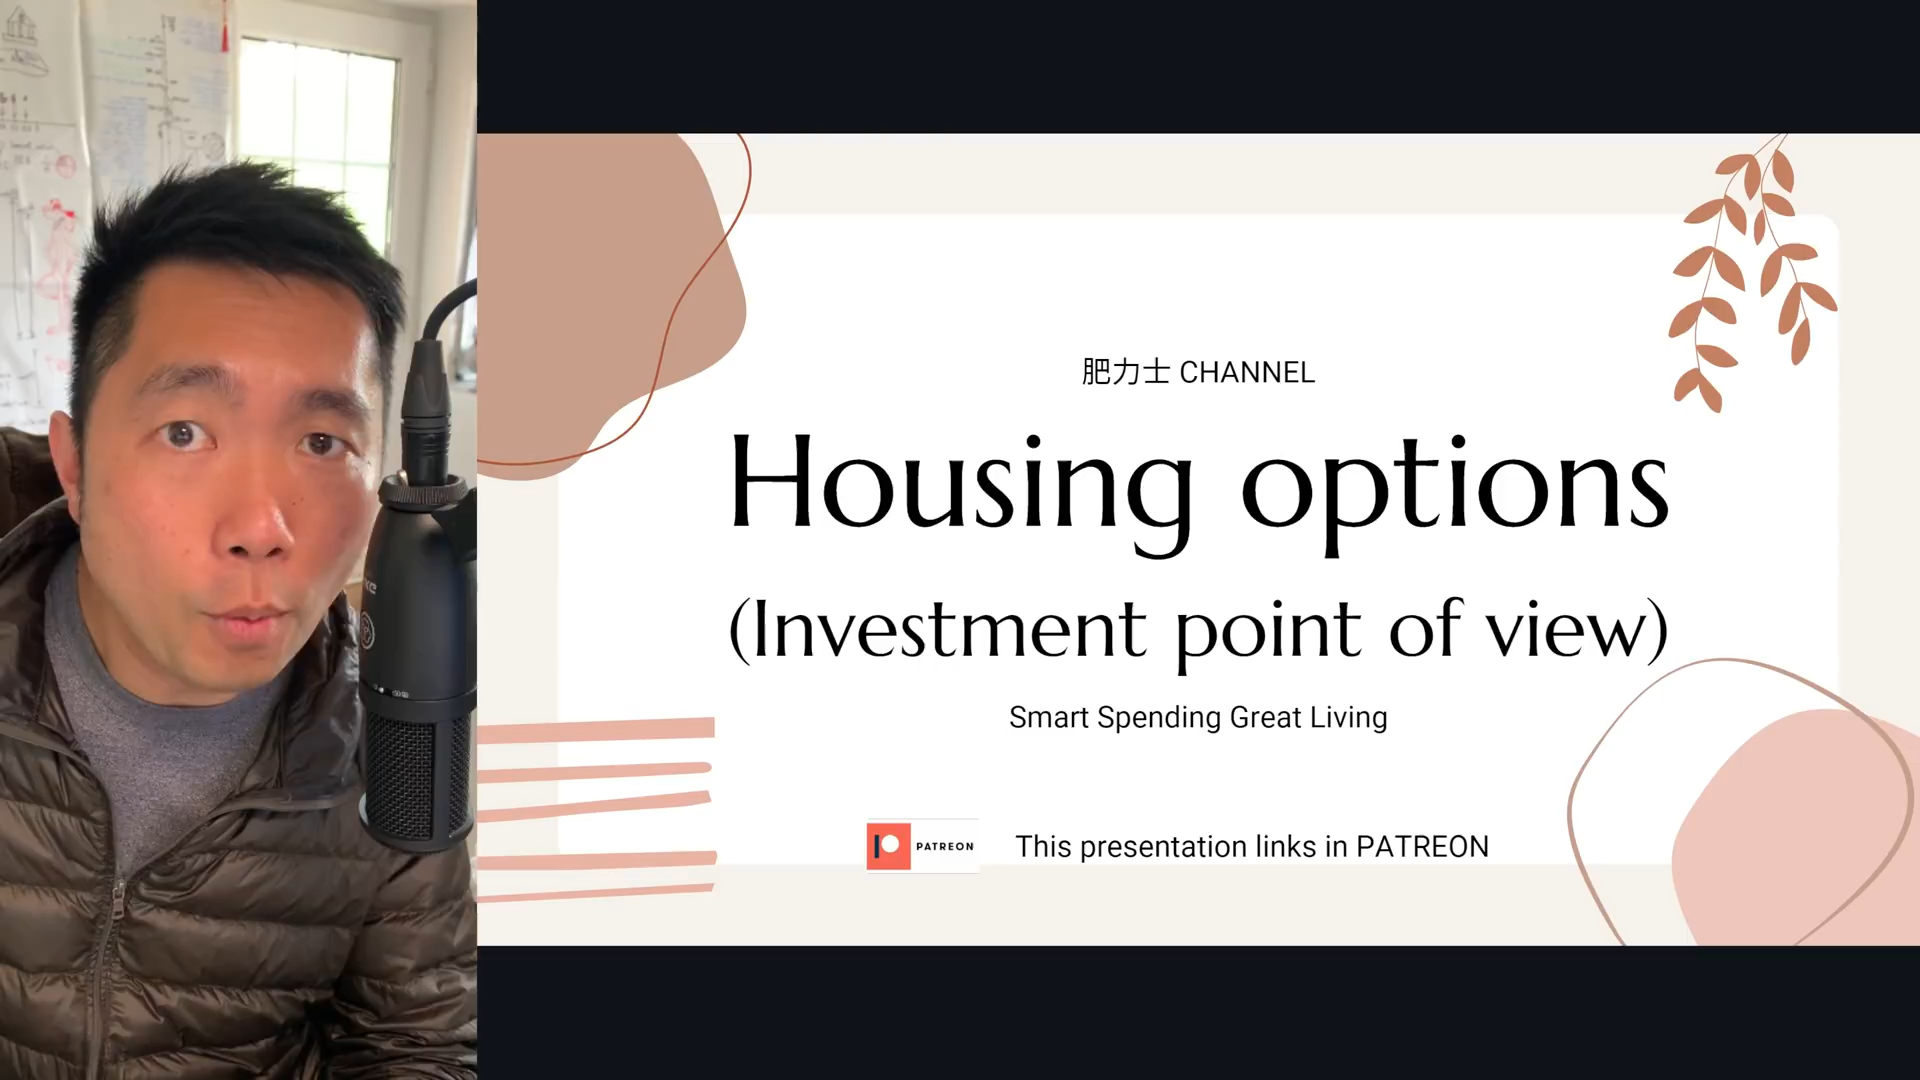 肥力士 CHANNEL
Housing options
(Investment point of view)
Smart Spending Great Living
PATREON
This presentation links in PATREON